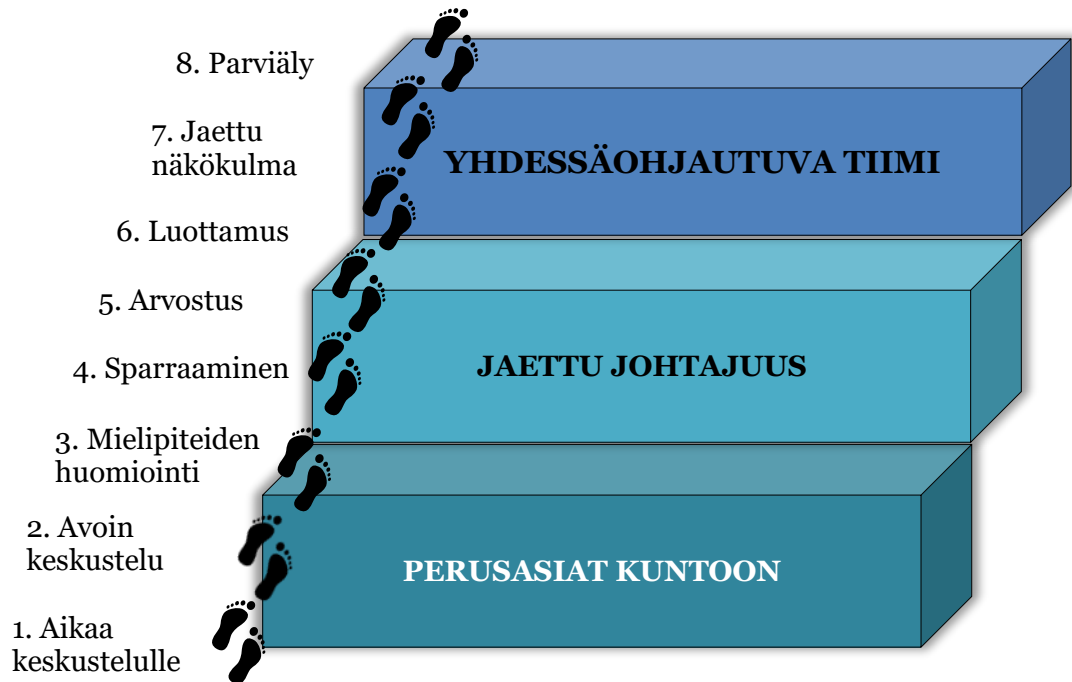 8. Parviäly
7. Jaettu
näkökulma
YHDESSÄOHJAUTUVA TIIMI
6. Luottamus
5. Arvostus
4. Sparraaminen
JAETTU JOHTAJUUS
3. Mielipiteiden
huomiointi
2. Avoin
keskustelu
PERUSASIAT KUNTOON
1. Aikaa
keskustelulle